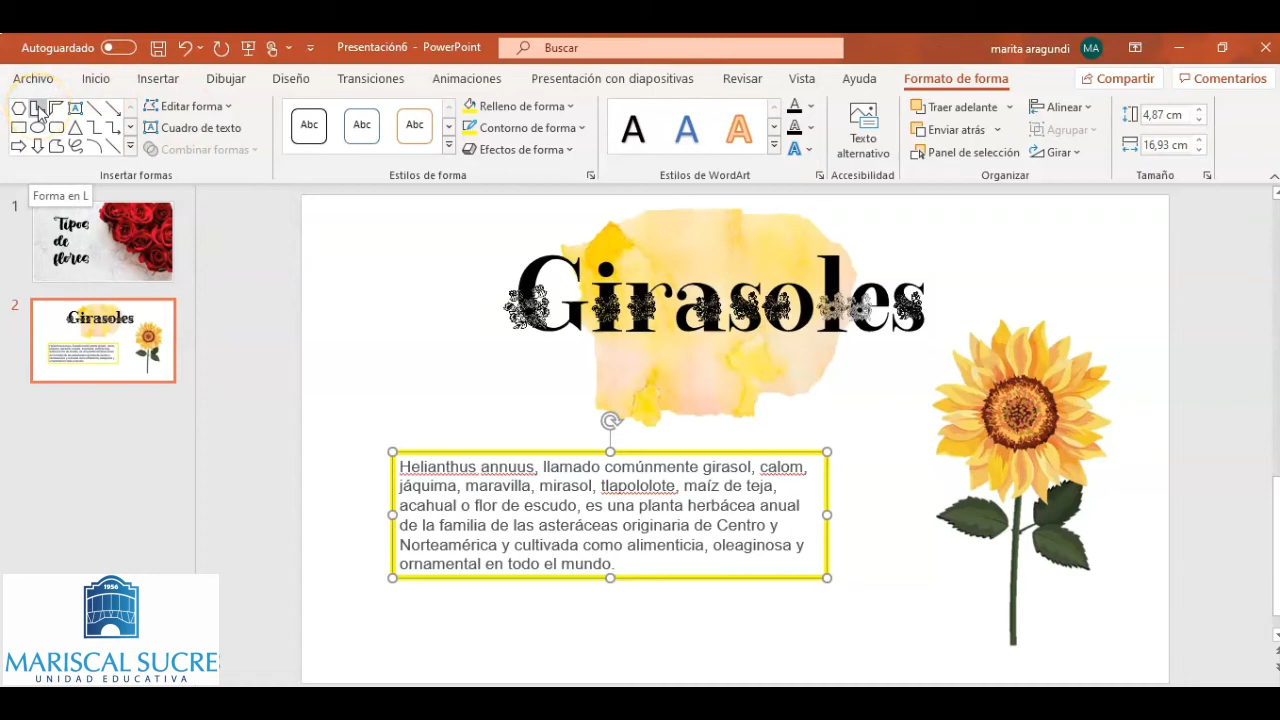 Autoguardado
Presentación6 - PowerPoint
Buscar
marita aragundi
MA
Archivo
Inicio
Insertar
Dibujar
Diseño
Transiciones
Animaciones
Presentación con diapositivas
Revisar
Vista
Ayuda
Formato de forma
Compartir
Comentarios
Editar forma
Cuadro de texto
Combinar formas
Insertar formas
Abc
Abc
Abc
Relleno de forma
Contorno de forma
Efectos de forma
Estilos de forma
A
A
A
A
A
A
Estilos de WordArt
Texto
alternativo
Accesibilidad
Traer adelante
Enviar atrás
Panel de selección
Alinear
Agrupar
Girar
Organizar
4,87 cm
16,93 cm
Tamaño
Forma en L
1
Tipos
de
flores
2
Girasoles
Girasoles
Helianthus annuus, llamado comúnmente girasol, calom,
jáquima, maravilla, mirasol, tlapololote, maíz de teja,
acahual o flor de escudo, es una planta herbácea anual
de la familia de las asteráceas originaria de Centro y
Norteamérica y cultivada como alimenticia, oleaginosa y
ornamental en todo el mundo.
1956
MARISCAL SUCRE
UNIDAD EDUCATIVA